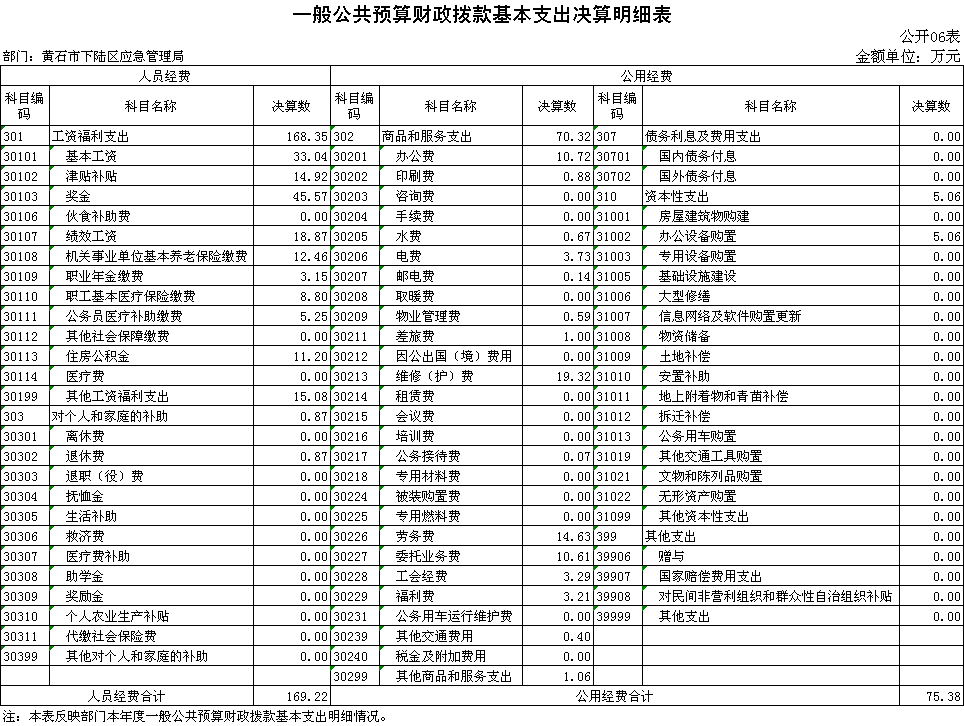 一般公共预算财政拨款基本支出决算明细表
公开06表
部门：黄石市下陆区应急管理局 金额单位：万元
人员经费 公用经费
科目编码 科目名称 决算数 科目编码 科目名称 决算数 科目编码 科目名称 决算数
301 工资福利支出 168.35 302 商品和服务支出 70.32 307 债务利息及费用支出 0.00
30101 基本工资 33.04 30201 办公费 10.72 30701 国内债务付息 0.00
30102 津贴补贴 14.92 30202 印刷费 0.88 30702 国外债务付息 0.00
30103 奖金 45.57 30203 咨询费 0.00 310 资本性支出 5.06
30106 伙食补助费 0.00 30204 手续费 0.00 31001 房屋建筑物购建 0.00
30107 绩效工资 18.87 30205 水费 0.67 31002 办公设备购置 5.06
30108 机关事业单位基本养老保险缴费 12.46 30206 电费 3.73 31003 专用设备购置 0.00
30109 职业年金缴费 3.15 30207 邮电费 0.14 31005 基础设施建设 0.00
30110 职工基本医疗保险缴费 8.80 30208 取暖费 0.00 31006 大型修缮 0.00
30111 公务员医疗补助缴费 5.25 30209 物业管理费 0.59 31007 信息网络及软件购置更新 0.00
30112 其他社会保障缴费 0.00 30211 差旅费 1.00 31008 物资储备 0.00
30113 住房公积金 11.20 30212 因公出国（境）费用 0.00 31009 土地补偿 0.00
30114 医疗费 0.00 30213 维修（护）费 19.32 31010 安置补助 0.00
30199 其他工资福利支出 15.08 30214 租赁费 0.00 31011 地上附着物和青苗补偿 0.00
303 对个人和家庭的补助 0.87 30215 会议费 0.00 31012 拆迁补偿 0.00
30301 离休费 0.00 30216 培训费 0.00 31013 公务用车购置 0.00
30302 退休费 0.87 30217 公务接待费 0.07 31019 其他交通工具购置 0.00
30303 退职（役）费 0.00 30218 专用材料费 0.00 31021 文物和陈列品购置 0.00
30304 抚恤金 0.00 30224 被装购置费 0.00 31022 无形资产购置 0.00
30305 生活补助 0.00 30225 专用燃料费 0.00 31099 其他资本性支出 0.00
30306 救济费 0.00 30226 劳务费 14.63 399 其他支出 0.00
30307 医疗费补助 0.00 30227 委托业务费 10.61 39906 赠与 0.00
30308 助学金 0.00 30228 工会经费 3.29 39907 国家赔偿费用支出 0.00
30309 奖励金 0.00 30229 福利费 3.21 39908 对民间非营利组织和群众性自治组织补贴 0.00
30310 个人农业生产补贴 0.00 30231 公务用车运行维护费 0.00 39999 其他支出 0.00
30311 代缴社会保险费 0.00 30239 其他交通费用 0.40
30399 其他对个人和家庭的补助 0.00 30240 税金及附加费用 0.00
30299 其他商品和服务支出 1.06
人员经费合计 169.22 公用经费合计 75.38
注：本表反映部门本年度一般公共预算财政拨款基本支出明细情况。